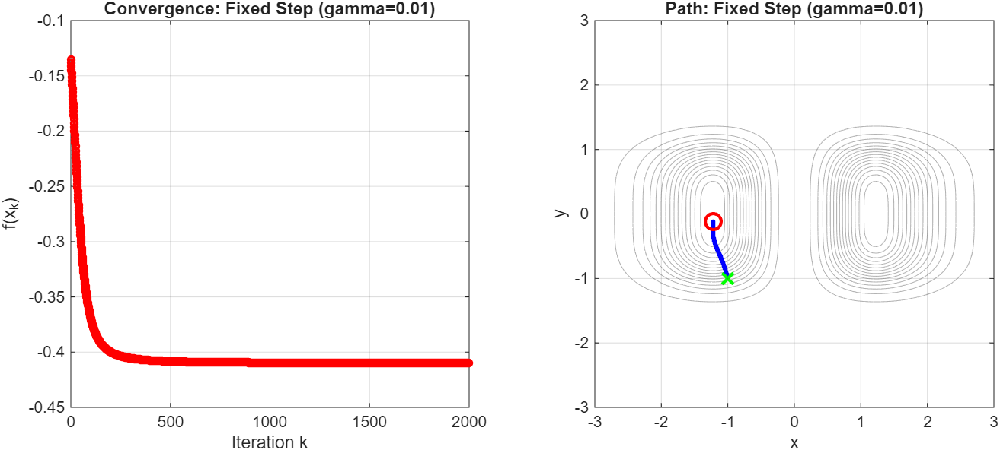 Convergence: Fixed Step (gamma=0.01)
-0.1
-0.15
-0.2
-0.25
-0.3
-0.35
-0.4
-0.45
f(xₖ)
0 500 1000 1500 2000
Iteration k
Path: Fixed Step (gamma=0.01)
3
2
1
0
-1
-2
-3
y
-3 -2 -1 0 1 2 3
x